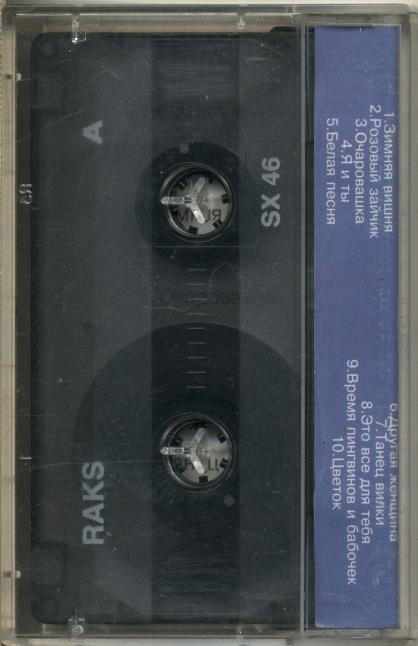 A
RAKS
SX 46
1.Зимняя вишня
2.Розовый зайчик
3.Очаровашка
4.Я и ты
5.Белая песня
6.Другая женщина
7.Танец вилки
8.Это все для тебя
9.Время пингвинов и бабочек
10.Цветок